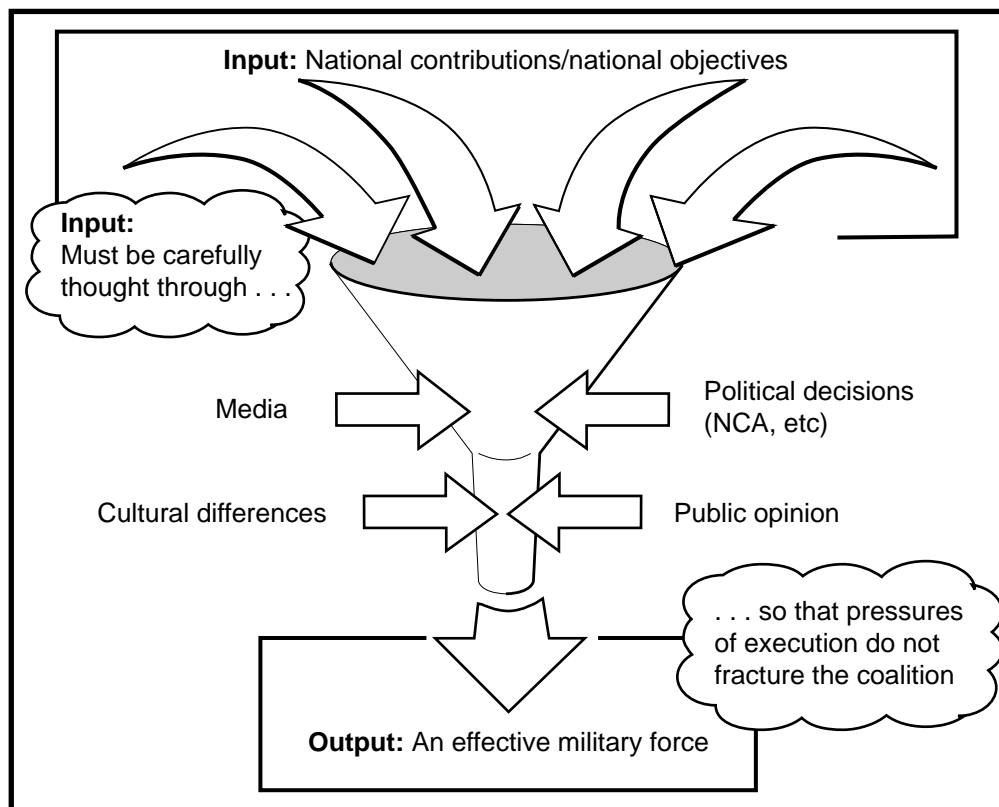 Input: National contributions/national objectives
Input:
Must be carefully
thought through . . .
Media
Political decisions
(NCA, etc)
Cultural differences
Public opinion
. . . so that pressures
of execution do not
fracture the coalition
Output: An effective military force